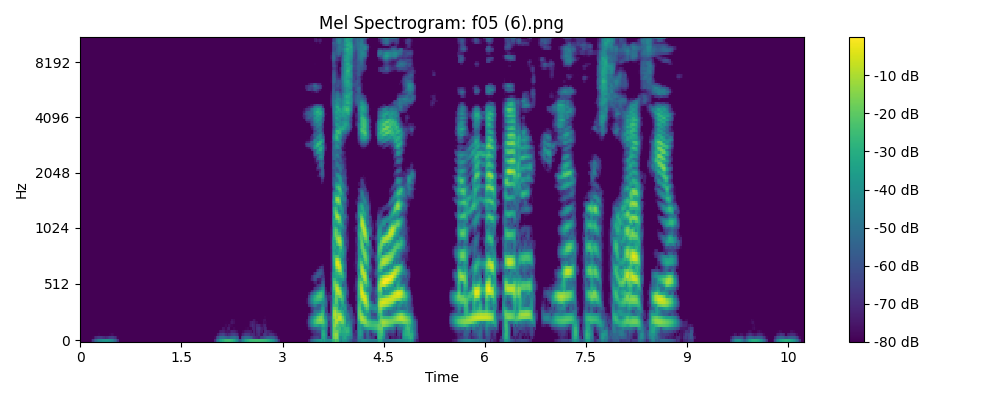 Mel Spectrogram: f05 (6).png
8192
4096
2048
1024
512
0
Hz
0 1.5 3 4.5 6 7.5 9 10
Time
-10 dB
-20 dB
-30 dB
-40 dB
-50 dB
-60 dB
-70 dB
-80 dB